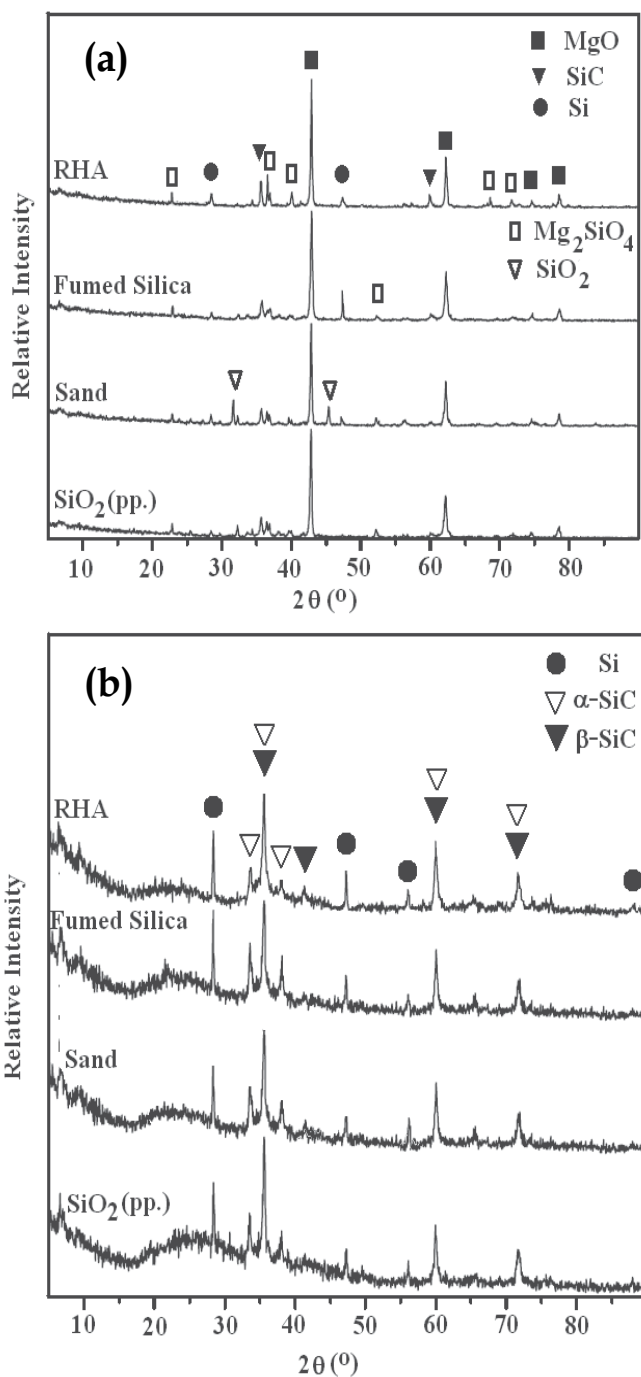 (a)
MgO
SiC
Si
RHA
Mg₂SiO₄
SiO₂
Fumed Silica
Sand
SiO₂(pp.)
Relative Intensity
10 20 30 40 50 60 70 80
2θ (º)
(b)
Si
α-SiC
β-SiC
RHA
Fumed Silica
Sand
SiO₂(pp.)
Relative Intensity
10 20 30 40 50 60 70 80
2θ (º)